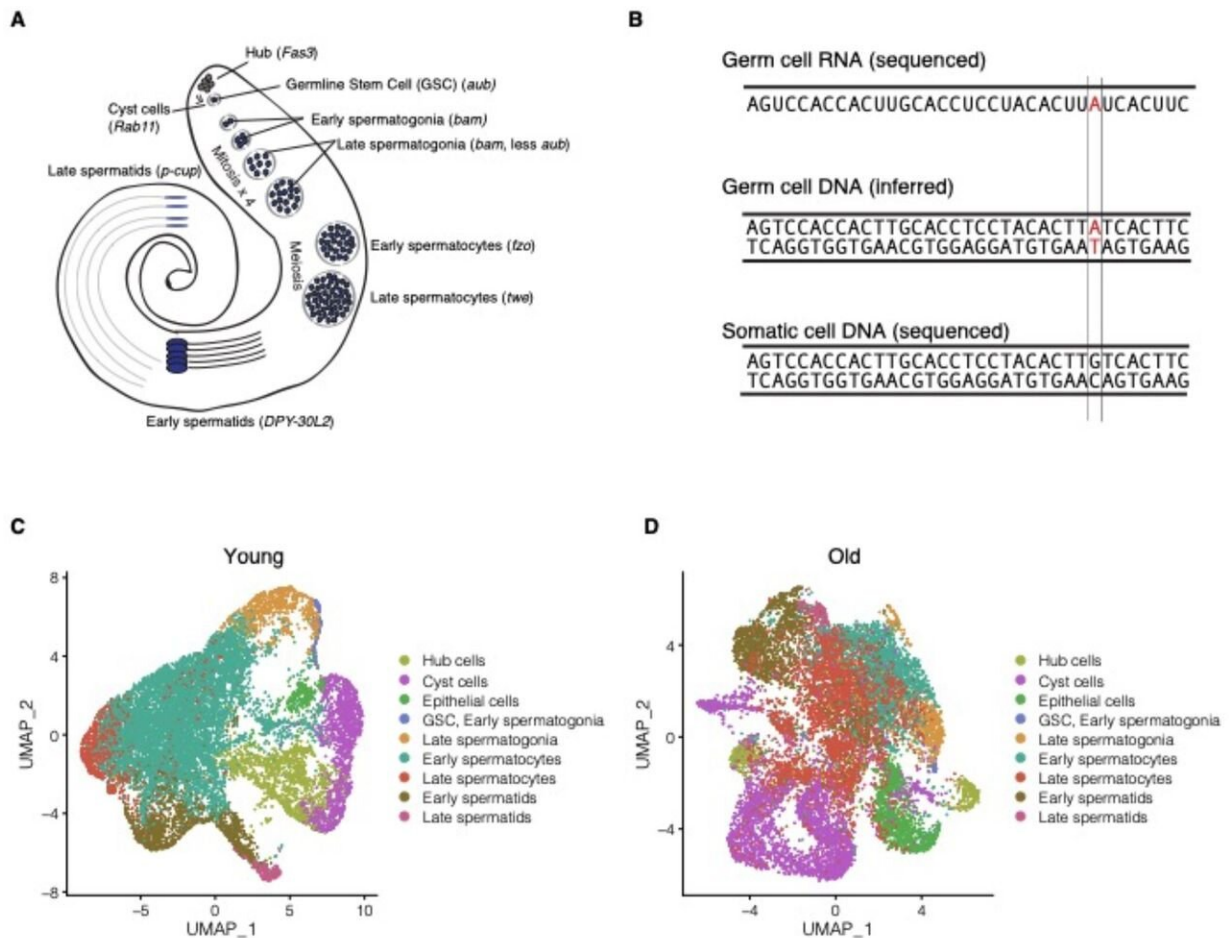 A
Hub (Fas3)
Germline Stem Cell (GSC) (aub)
Cyst cells
(Rab11)
Early spermatogonia (bam)
Late spermatogonia (bam, less aub)
Mitosis x 4
Late spermatids (p-cup)
Early spermatocytes (fzo)
Meiosis
Late spermatocytes (twe)
Early spermatids (DPY-30L2)
B
Germ cell RNA (sequenced)
AGUCCACCACUUGCACCUCCUACACUUAUCACUUC
Germ cell DNA (inferred)
AGTCCACCACTTGCACCTCCTACACTTATCACTTC
TCAGGTGGTGAACGTGGAGGATGTGAATAGTGAAG
Somatic cell DNA (sequenced)
AGTCCACCACTTGCACCTCCTACACTTGTCACTTC
TCAGGTGGTGAACGTGGAGGATGTGAACAGTGAAG
C
Young
8
4
0
−4
−8
UMAP_2
−5
0
5
10
UMAP_1
Hub cells
Cyst cells
Epithelial cells
GSC, Early spermatogonia
Late spermatogonia
Early spermatocytes
Late spermatocytes
Early spermatids
Late spermatids
D
Old
4
0
−4
UMAP_2
−4
0
4
UMAP_1
Hub cells
Cyst cells
Epithelial cells
GSC, Early spermatogonia
Late spermatogonia
Early spermatocytes
Late spermatocytes
Early spermatids
Late spermatids